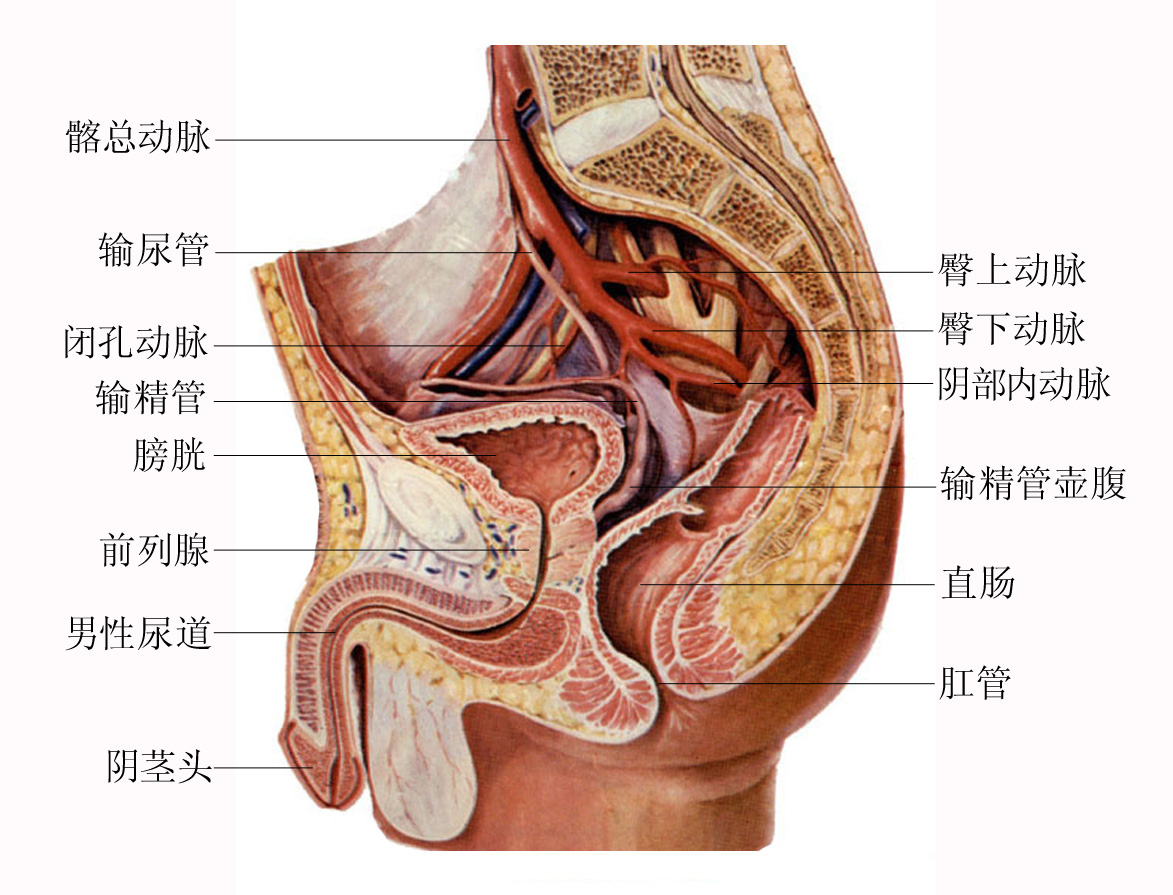 髂总动脉
输尿管
闭孔动脉
输精管
膀胱
前列腺
男性尿道
阴茎头
臀上动脉
臀下动脉
阴部内动脉
输精管壶腹
直肠
肛管